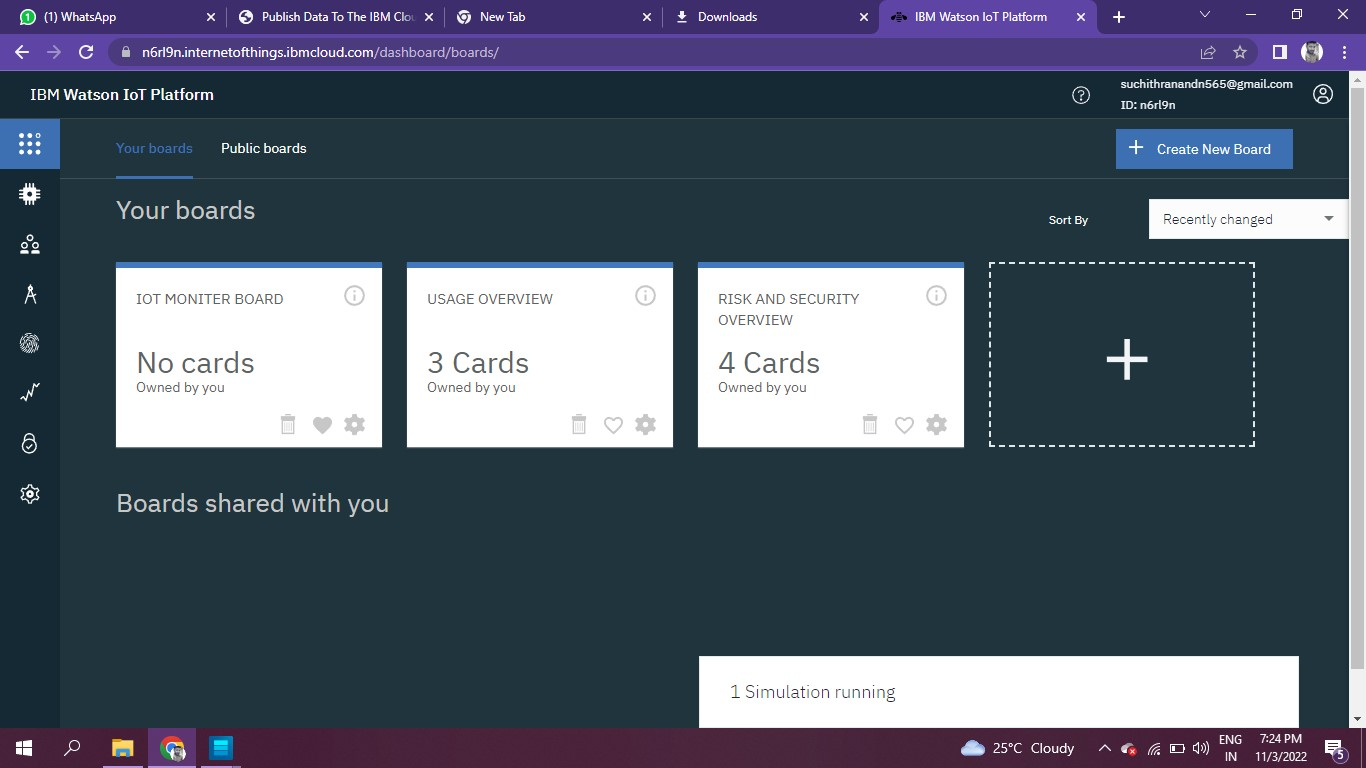 (1) WhatsApp
Publish Data To The IBM Clou
New Tab
Downloads
IBM Watson IoT Platform
n6rl9n.internetofthings.ibmcloud.com/dashboard/boards/
IBM Watson IoT Platform
suchithranandn565@gmail.com
ID: n6rl9n
Your boards
Public boards
Create New Board
Your boards
Sort By
Recently changed
IOT MONITER BOARD
No cards
Owned by you
USAGE OVERVIEW
3 Cards
Owned by you
RISK AND SECURITY
OVERVIEW
4 Cards
Owned by you
Boards shared with you
1 Simulation running
25°C Cloudy
ENG
IN
7:24 PM
11/3/2022
5